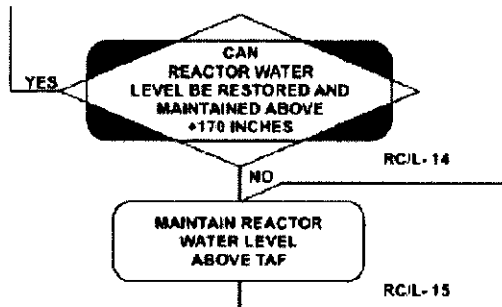 CAN
REACTOR WATER
YES
LEVEL BE RESTORED AND
MAINTAINED ABOVE
+170 INCHES
RC/L-14
NO
MAINTAIN REACTOR
WATER LEVEL
ABOVE TAF
RC/L-15